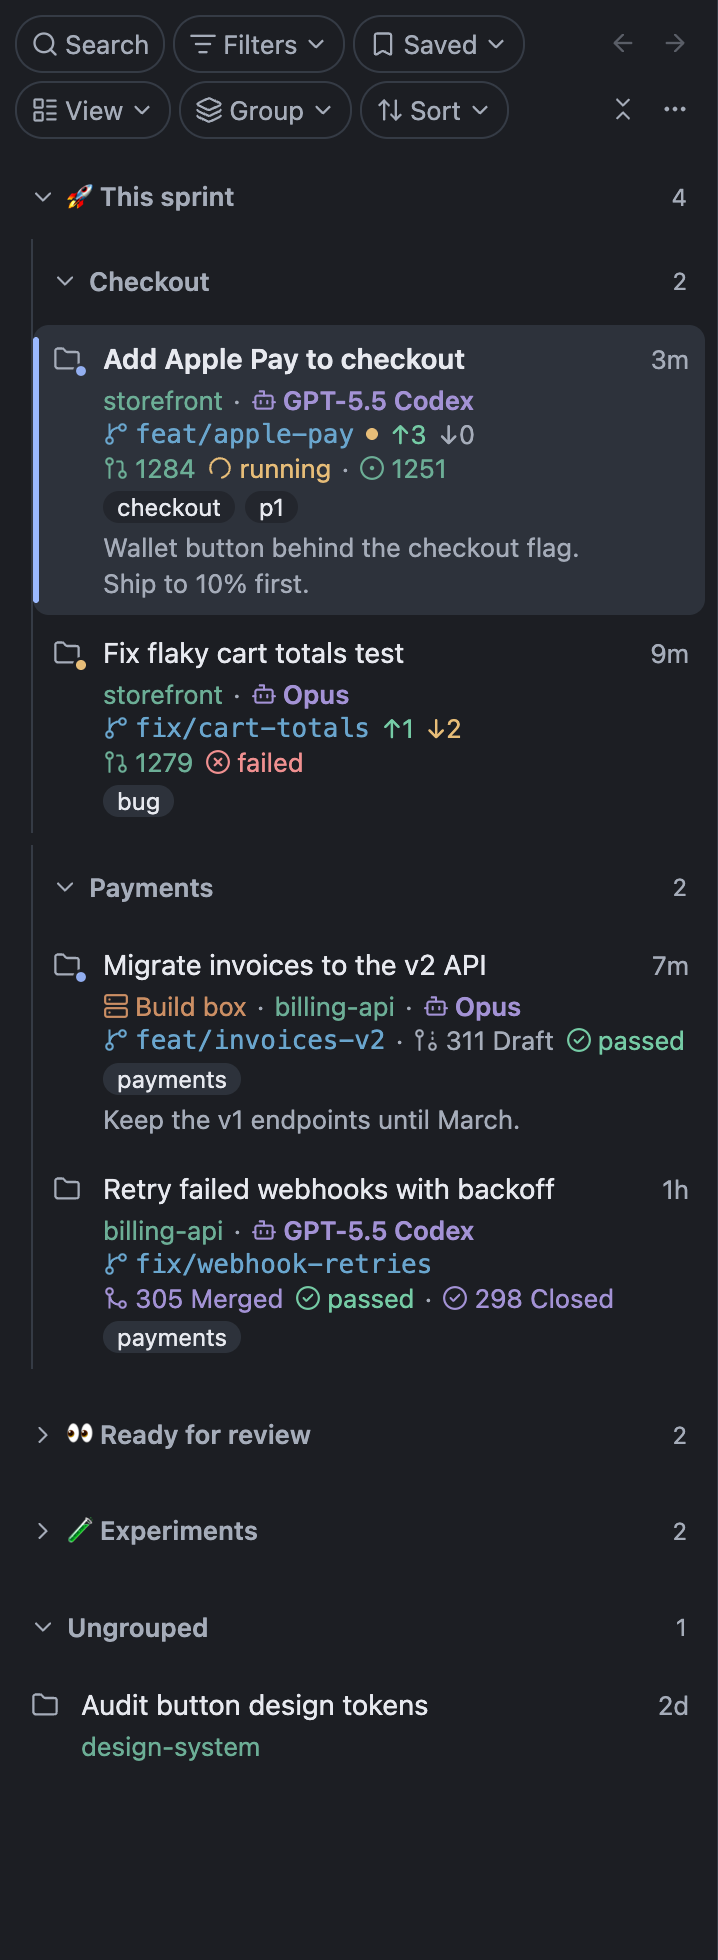 Search Filters Saved
View Group Sort
🚀 This sprint 4
Checkout 2
Add Apple Pay to checkout 3m
storefront · GPT-5.5 Codex
feat/apple-pay ↑3 ↓0
1284 running · 1251
checkout p1
Wallet button behind the checkout flag.
Ship to 10% first.
Fix flaky cart totals test 9m
storefront · Opus
fix/cart-totals ↑1 ↓2
1279 failed
bug
Payments 2
Migrate invoices to the v2 API 7m
Build box · billing-api · Opus
feat/invoices-v2 · 311 Draft passed
payments
Keep the v1 endpoints until March.
Retry failed webhooks with backoff 1h
billing-api · GPT-5.5 Codex
fix/webhook-retries
305 Merged passed · 298 Closed
payments
👀 Ready for review 2
🧪 Experiments 2
Ungrouped 1
Audit button design tokens 2d
design-system